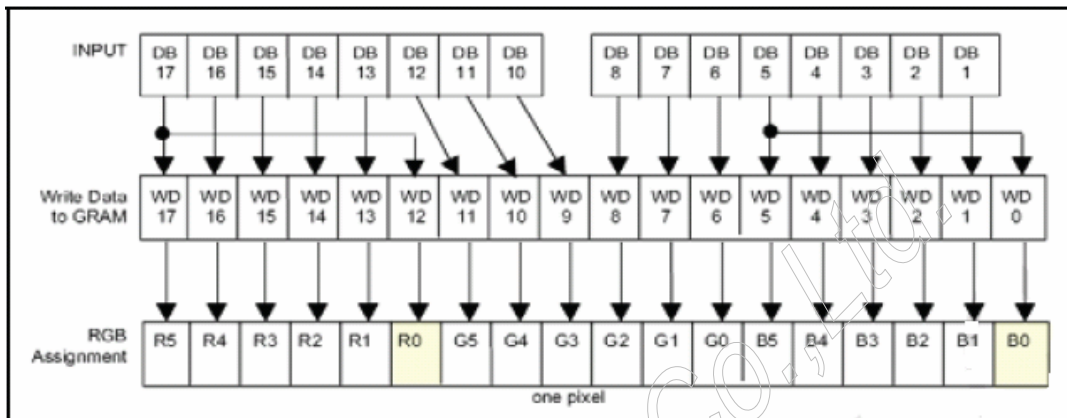 INPUT DB 17 DB 16 DB 15 DB 14 DB 13 DB 12 DB 11 DB 10 DB 8 DB 7 DB 6 DB 5 DB 4 DB 3 DB 2 DB 1
Write Data to GRAM WD 17 WD 16 WD 15 WD 14 WD 13 WD 12 WD 11 WD 10 WD 9 WD 8 WD 7 WD 6 WD 5 WD 4 WD 3 WD 2 WD 1 WD 0
RGB Assignment R5 R4 R3 R2 R1 R0 G5 G4 G3 G2 G1 G0 B5 B4 B3 B2 B1 B0
one pixel
Co.,Ltd.